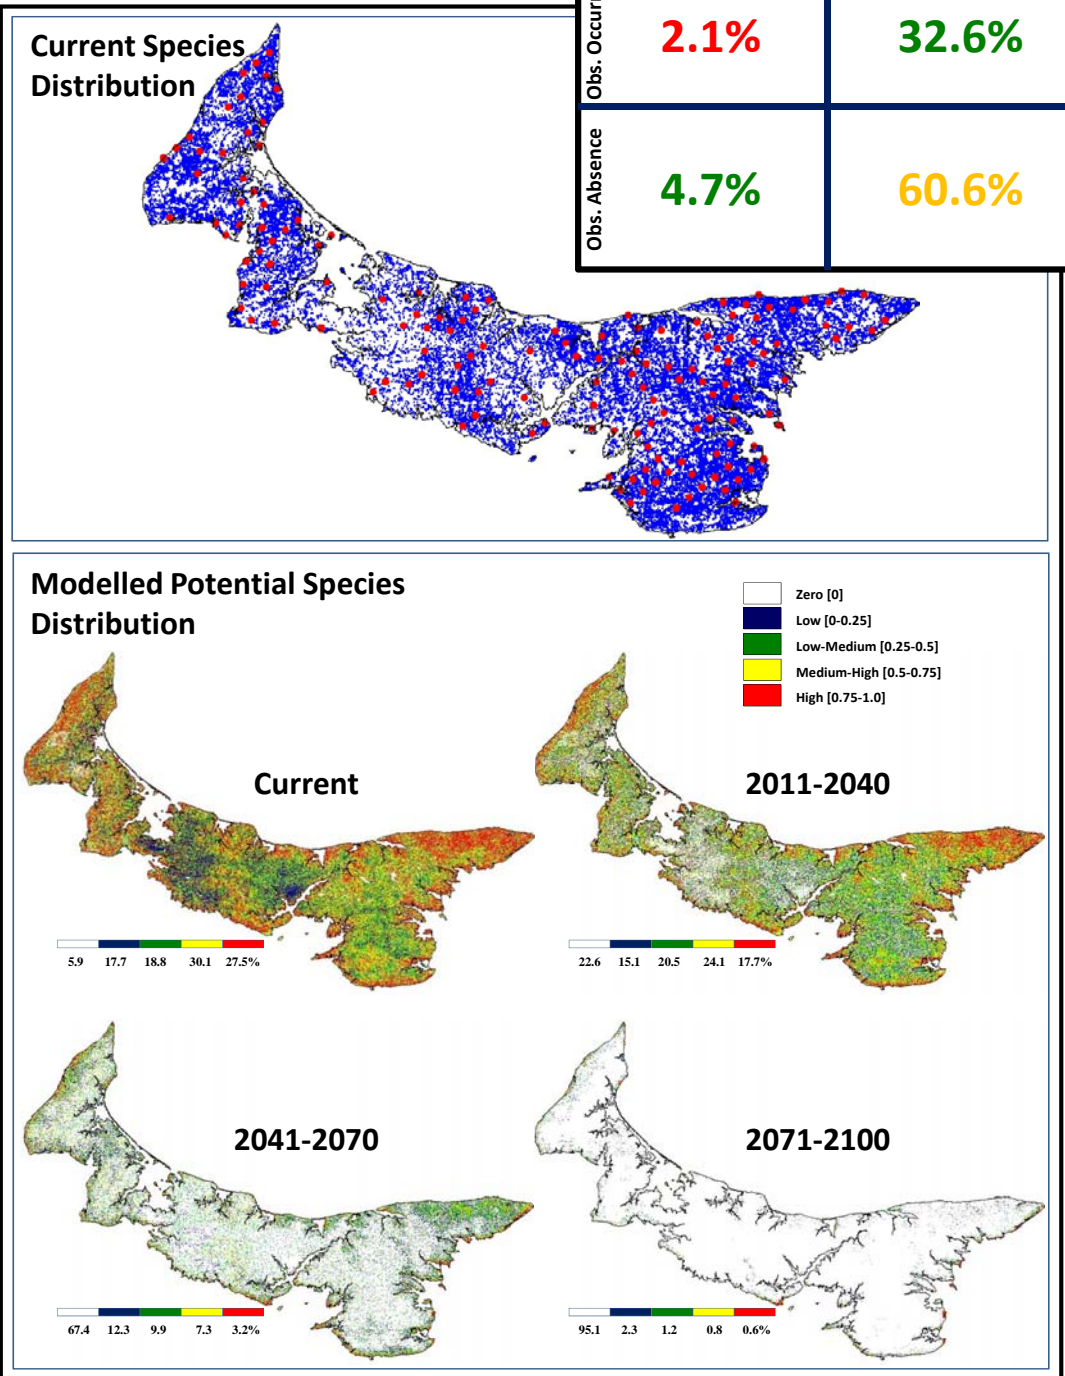 Current Species
Distribution
Obs. Occurr
2.1%
32.6%
Obs. Absence
4.7%
60.6%
Modelled Potential Species
Distribution
Zero [0]
Low [0-0.25]
Low-Medium [0.25-0.5]
Medium-High [0.5-0.75]
High [0.75-1.0]
Current
2011-2040
5.9 17.7 18.8 30.1 27.5%
22.6 15.1 20.5 24.1 17.7%
2041-2070
2071-2100
67.4 12.3 9.9 7.3 3.2%
95.1 2.3 1.2 0.8 0.6%